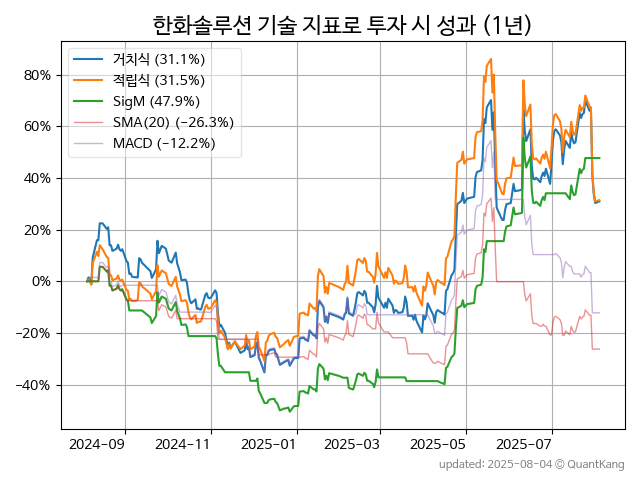 한화솔루션 기술 지표로 투자 시 성과 (1년)
거치식 (31.1%)
적립식 (31.5%)
SigM (47.9%)
SMA(20) (−26.3%)
MACD (−12.2%)
80%
60%
40%
20%
0%
−20%
−40%
2024-09
2024-11
2025-01
2025-03
2025-05
2025-07
updated: 2025-08-04 ⓒ QuantKang